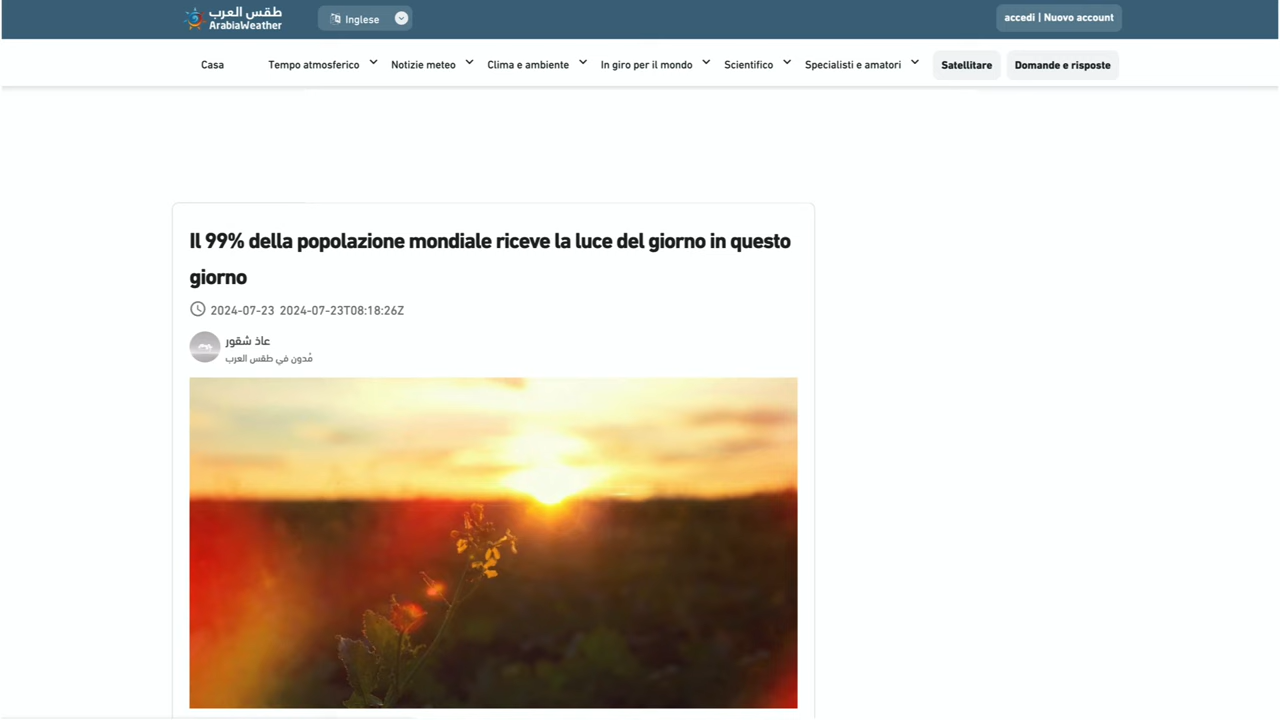 طقس العرب
ArabiaWeather
Inglese
accedi | Nuovo account
Casa
Tempo atmosferico
Notizie meteo
Clima e ambiente
In giro per il mondo
Scientifico
Specialisti e amatori
Satellitare
Domande e risposte
Il 99% della popolazione mondiale riceve la luce del giorno in questo
giorno
2024-07-23 2024-07-23T08:18:26Z
عاذ شقور
مُدون في طقس العرب